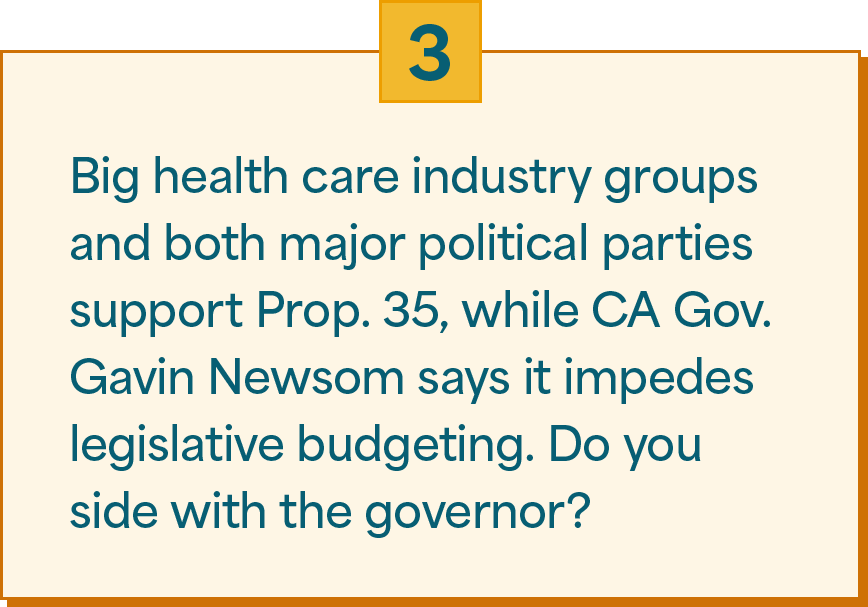 3
Big health care industry groups
and both major political parties
support Prop. 35, while CA Gov.
Gavin Newsom says it impedes
legislative budgeting. Do you
side with the governor?